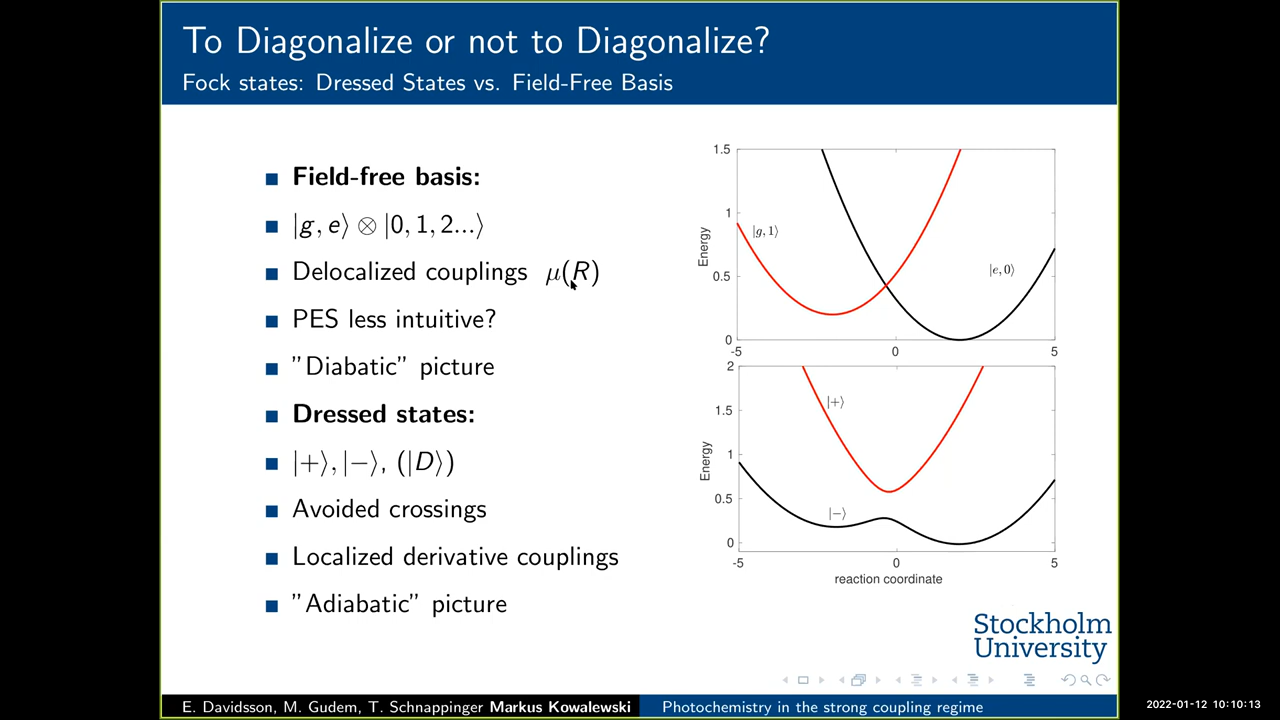 To Diagonalize or not to Diagonalize?
Fock states: Dressed States vs. Field-Free Basis
Field-free basis:
|g, e⟩ ⊗ |0, 1, 2...⟩
Delocalized couplings μ(R)
PES less intuitive?
"Diabatic" picture
Dressed states:
|+⟩, |−⟩, (|D⟩)
Avoided crossings
Localized derivative couplings
"Adiabatic" picture
1.5
1
0.5
0
Energy
|g, 1⟩
|e, 0⟩
-5
0
5
2
1.5
1
0.5
0
Energy
|+⟩
|−⟩
-5
0
5
reaction coordinate
Stockholm
University
E. Davidsson, M. Gudem, T. Schnappinger Markus Kowalewski
Photochemistry in the strong coupling regime
2022-01-12 10:10:13